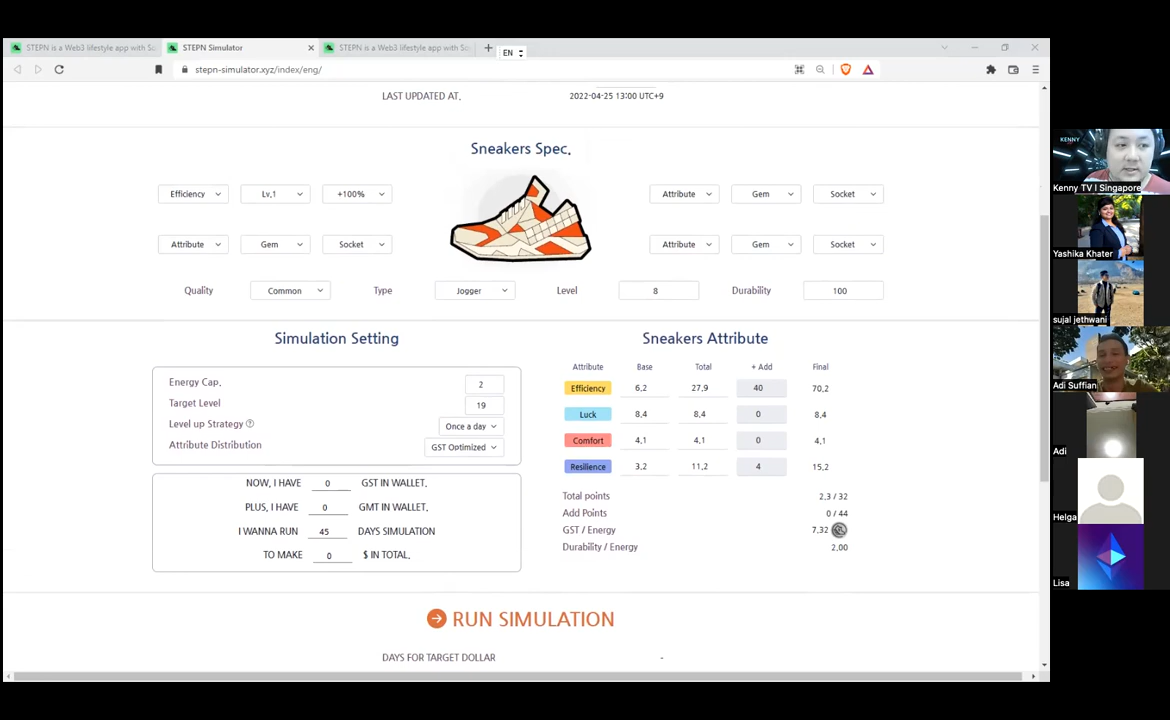 STEPN is a Web3 lifestyle app with So
STEPN Simulator
STEPN is a Web3 lifestyle app with So
EN
stepn-simulator.xyz/index/eng/
LAST UPDATED AT. 2022-04-25 13:00 UTC+9
Sneakers Spec.
Efficiency Lv.1 +100% Attribute Gem Socket
Attribute Gem Socket Attribute Gem Socket
Quality Common Type Jogger Level 8 Durability 100
Simulation Setting
Energy Cap. 2
Target Level 19
Level up Strategy Once a day
Attribute Distribution GST Optimized
NOW, I HAVE 0 GST IN WALLET.
PLUS, I HAVE 0 GMT IN WALLET.
I WANNA RUN 45 DAYS SIMULATION
TO MAKE 0 $ IN TOTAL.
Sneakers Attribute
Attribute Base Total + Add Final
Efficiency 6.2 27.9 40 70.2
Luck 8.4 8.4 0 8.4
Comfort 4.1 4.1 0 4.1
Resilience 3.2 11.2 4 15.2
Total points 2.3 / 32
Add Points 0 / 44
GST / Energy 7.32
Durability / Energy 2.00
RUN SIMULATION
DAYS FOR TARGET DOLLAR -
KENNY
Kenny TV I Singapore
Yashika Khater
sujal jethwani
Adi Suffian
Adi
Helga
Lisa